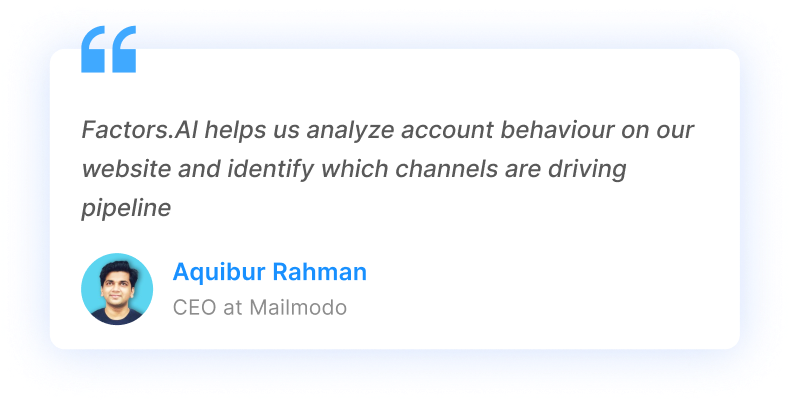 Factors.AI helps us analyze account behaviour on our
website and identify which channels are driving
pipeline
Aquibur Rahman
CEO at Mailmodo